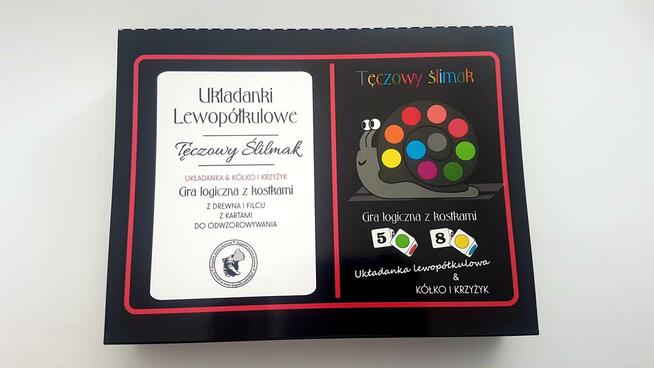 Układanki
Lewopółkulowe
Tęczowy Ślilmak
UKŁADANKA & KÓŁKO I KRZYŻYK
Gra logiczna z kostkami
Z DREWNA I FILCU
Z KARTAMI
DO ODWZOROWYWANIA
Tęczowy ślimak
Gra logiczna z kostkami
5 8
Układanka lewopółkulowa
&
KÓŁKO I KRZYŻYK